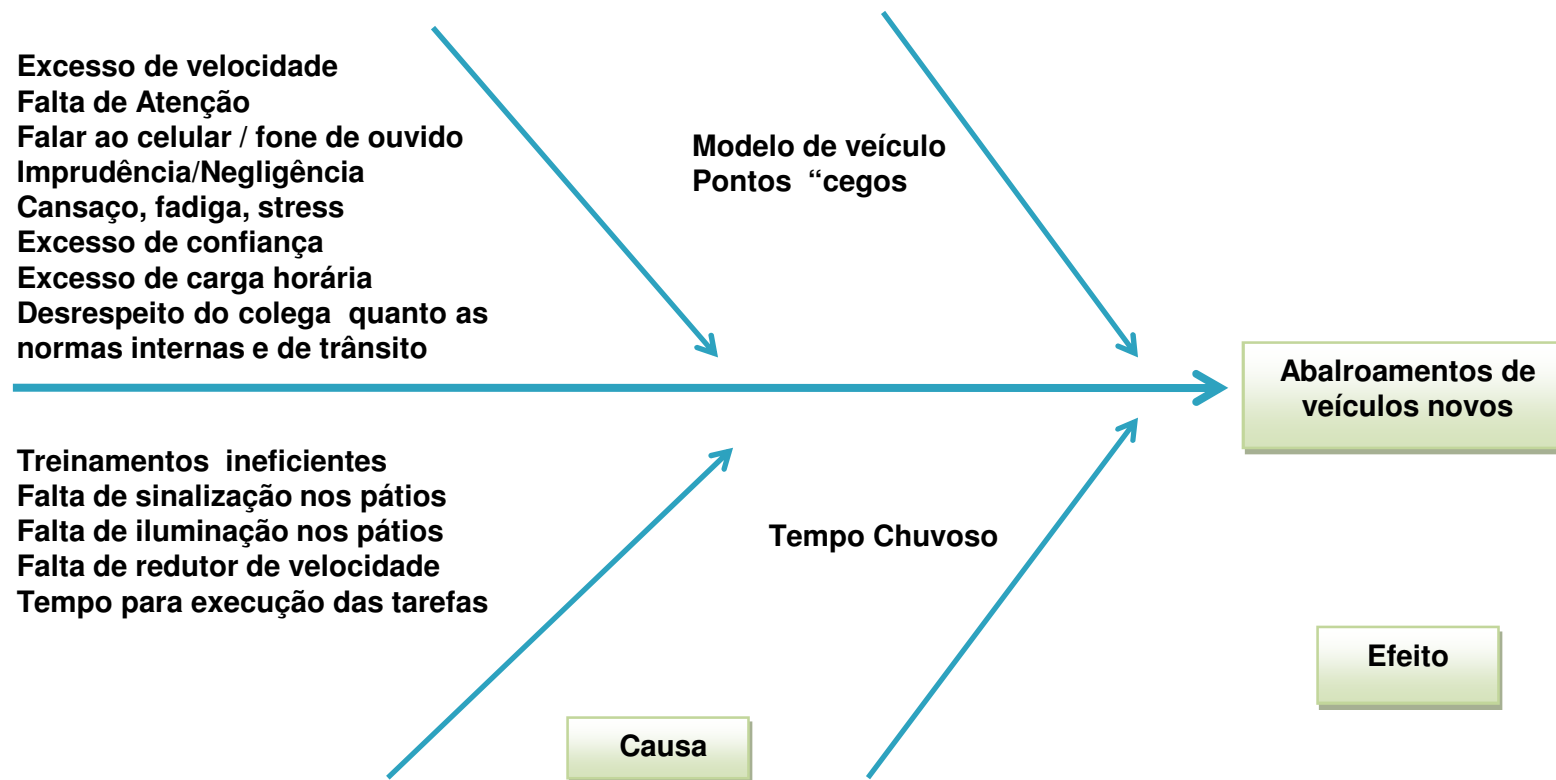 Excesso de velocidade
Falta de Atenção
Falar ao celular / fone de ouvido
Imprudência/Negligência
Cansaço, fadiga, stress
Excesso de confiança
Excesso de carga horária
Desrespeito do colega  quanto as
normas internas e de trânsito
Modelo de veículo
Pontos  “cegos
Abalroamentos de
veículos novos
Treinamentos  ineficientes
Falta de sinalização nos pátios
Falta de iluminação nos pátios
Falta de redutor de velocidade
Tempo para execução das tarefas
Tempo Chuvoso
Efeito
Causa